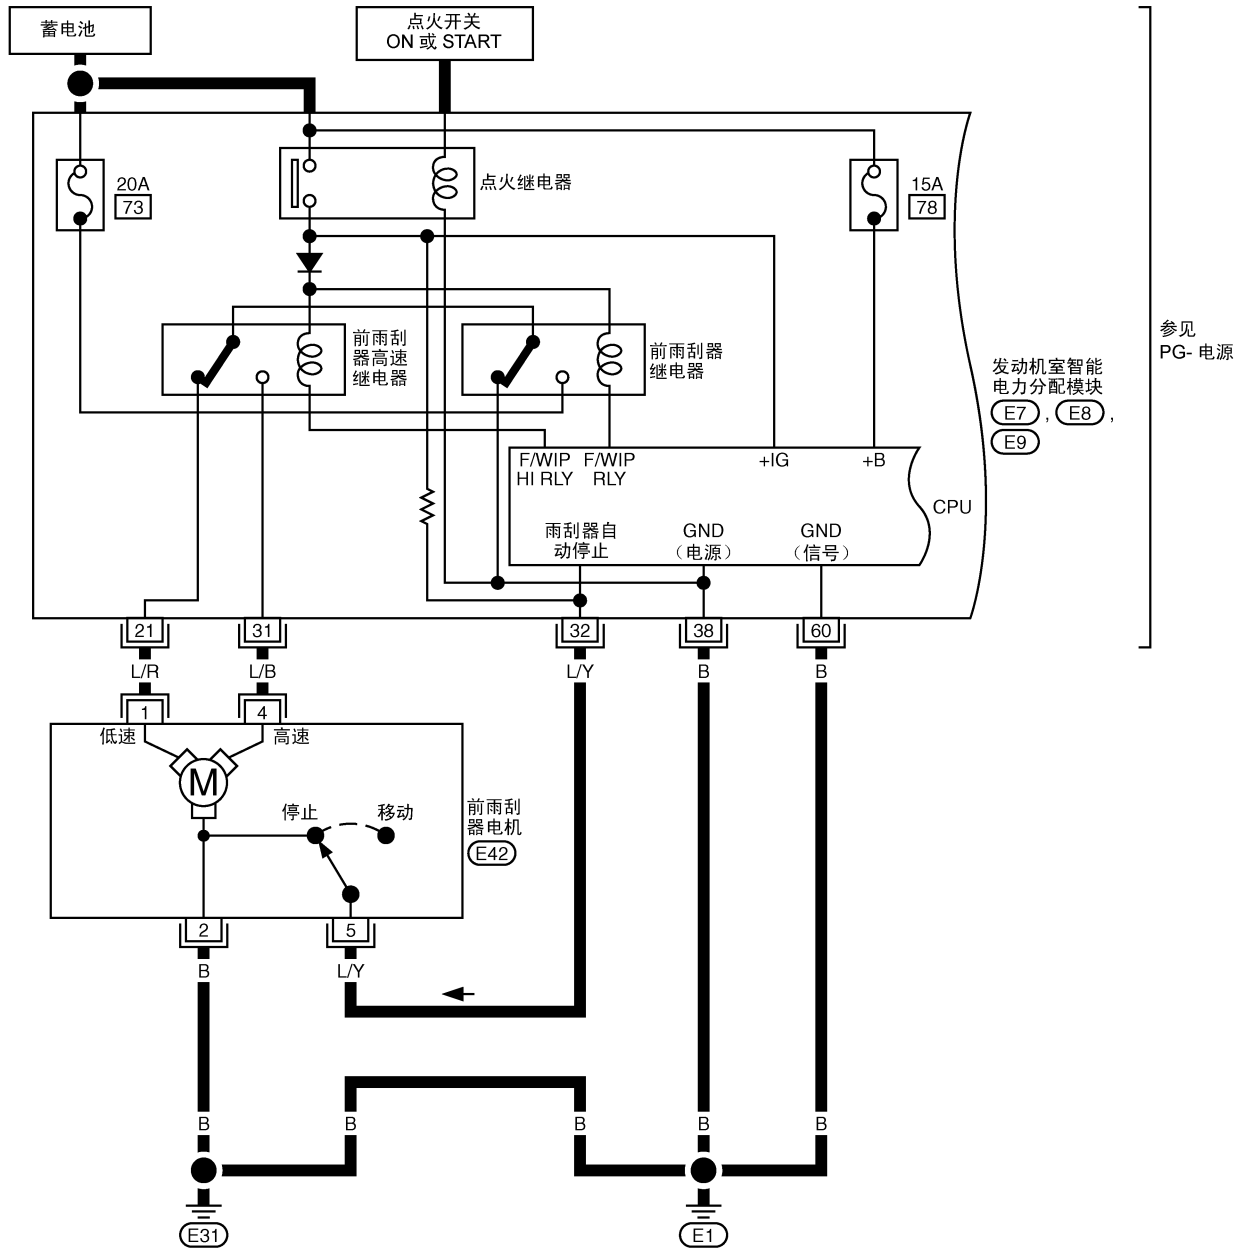 蓄电池
点火开关
ON 或 START
20A
73
点火继电器
15A
78
前雨刮
器高速
继电器
前雨刮器
继电器
参见
PG- 电源
发动机室智能
电力分配模块
E7 , E8 ,
E9
F/WIP
HI RLY
F/WIP
RLY
+IG
+B
CPU
雨刮器自
动停止
GND
（电源）
GND
（信号）
21
31
32
38
60
L/R
L/B
L/Y
B
B
1
4
低速
高速
M
停止
移动
前雨刮
器电机
E42
2
5
B
L/Y
B
B
B
B
B
E31
E1